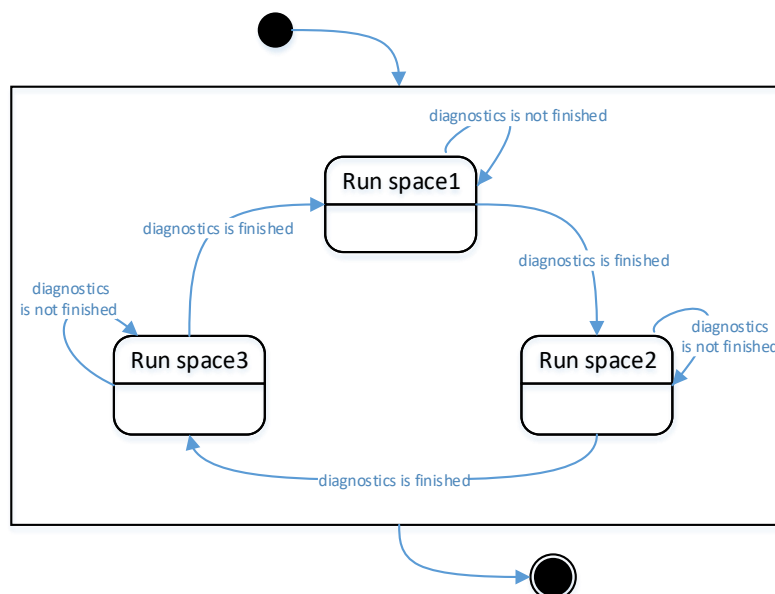 diagnostics is not finished
Run space1
diagnostics is finished
diagnostics is finished
diagnostics
is not finished
diagnostics
is not finished
Run space3
Run space2
diagnostics is finished